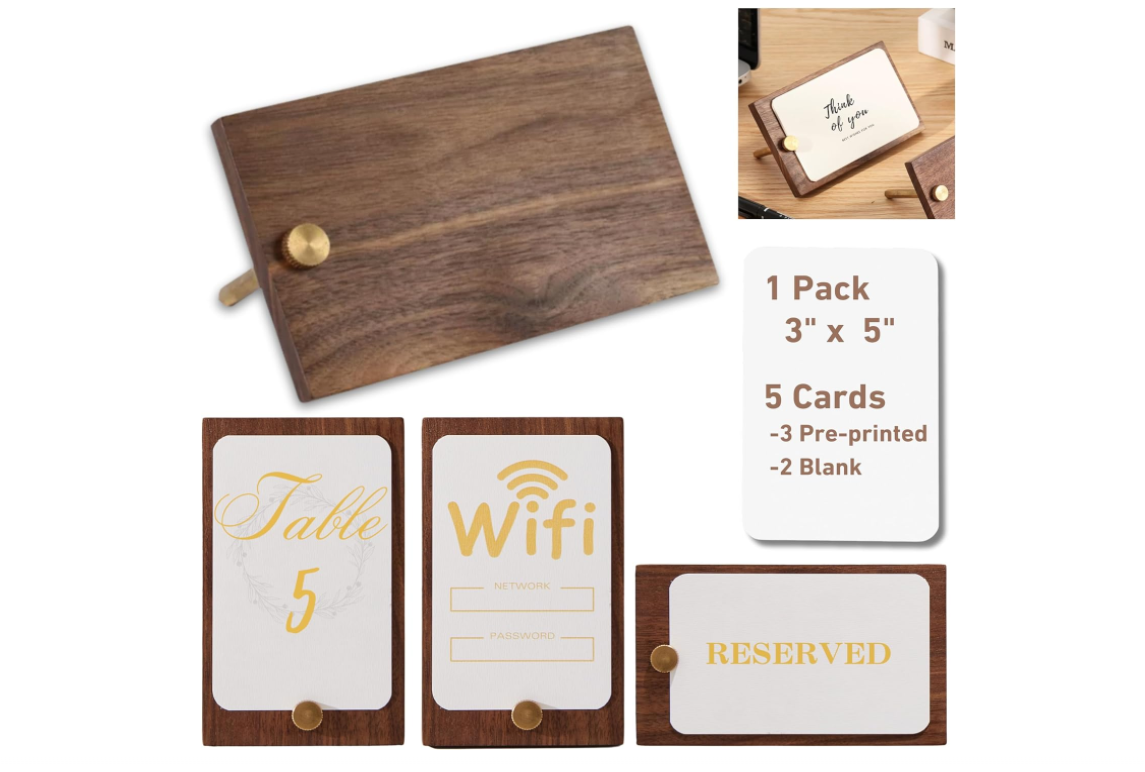 Think
of you
1 Pack
3" x 5"
5 Cards
-3 Pre-printed
-2 Blank
Table
5
Wifi
NETWORK
PASSWORD
RESERVED